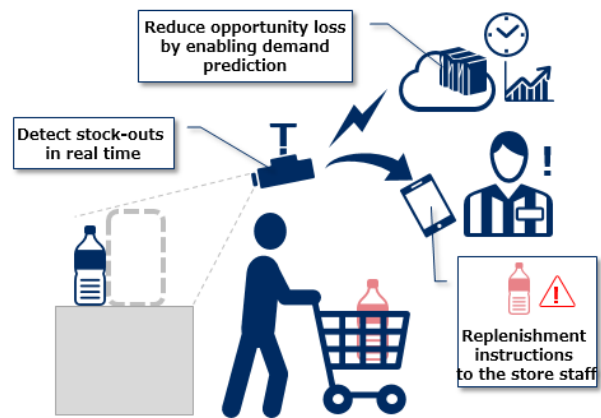 Reduce opportunity loss
by enabling demand
prediction
Detect stock-outs
in real time
Replenishment
instructions
to the store staff